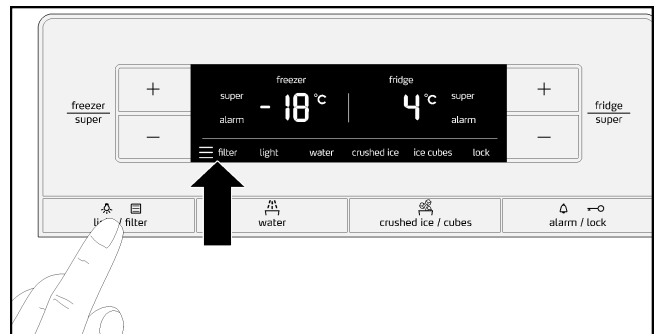 freezer
super
+
−
freezer
fridge
super
-18 °C
4 °C
super
alarm
alarm
filter light water crushed ice ice cubes lock
+
−
fridge
super
light / filter
water
crushed ice / cubes
alarm / lock